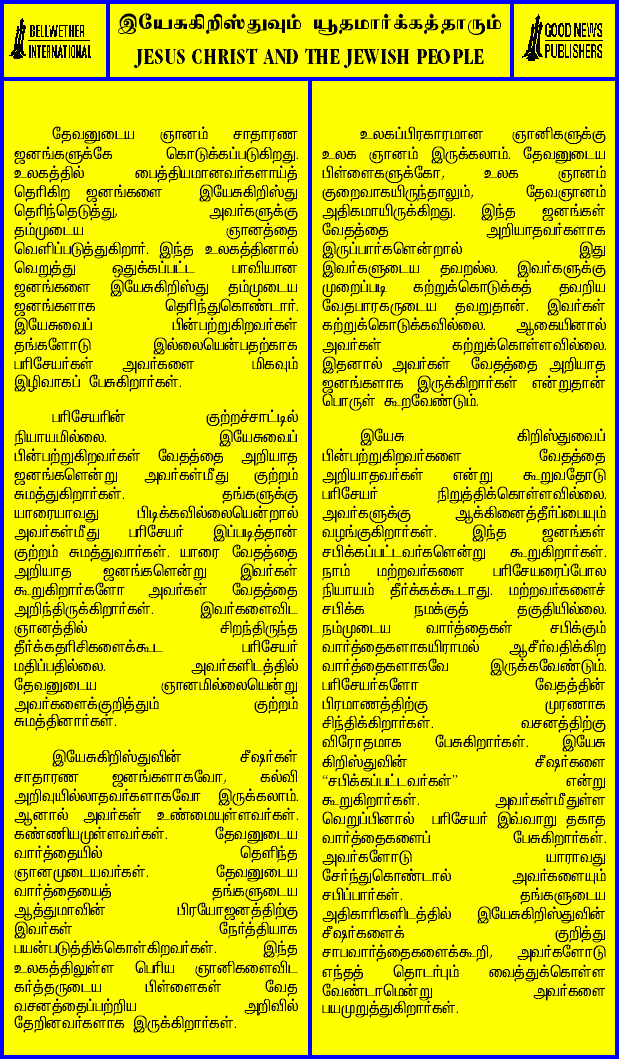 BELLWETHER
INTERNATIONAL
இயேசுகிறிஸ்துவும் யூதமார்க்கத்தாரும்
JESUS CHRIST AND THE JEWISH PEOPLE
GOOD NEWS
PUBLISHERS
தேவனுடைய ஞானம் சாதாரண
ஜனங்களுக்கே கொடுக்கப்படுகிறது.
உலகத்தில் பைத்தியமானவர்களாய்த்
தெரிகிற ஜனங்களை இயேசுகிறிஸ்து
தெரிந்தெடுத்து, அவர்களுக்கு
தம்முடைய ஞானத்தை
வெளிப்படுத்துகிறார். இந்த உலகத்தினால்
வெறுத்து ஒதுக்கப்பட்ட பாவியான
ஜனங்களை இயேசுகிறிஸ்து தம்முடைய
ஜனங்களாக தெரிந்துகொண்டார்.
இயேசுவைப் பின்பற்றுகிறவர்கள்
தங்களோடு இல்லையென்பதற்காக
பரிசேயர்கள் அவர்களை மிகவும்
இழிவாகப் பேசுகிறார்கள்.
பரிசேயரின் குற்றச்சாட்டில்
நியாயமில்லை. இயேசுவைப்
பின்பற்றுகிறவர்கள் வேதத்தை அறியாத
ஜனங்களென்று அவர்கள்மீது குற்றம்
சுமத்துகிறார்கள். தங்களுக்கு
யாரையாவது பிடிக்கவில்லையென்றால்
அவர்கள்மீது பரிசேயர் இப்படித்தான்
குற்றம் சுமத்துவார்கள். யாரை வேதத்தை
அறியாத ஜனங்களென்று இவர்கள்
கூறுகிறார்களோ அவர்கள் வேதத்தை
அறிந்திருக்கிறார்கள். இவர்களைவிட
ஞானத்தில் சிறந்திருந்த
தீர்க்கதரிசிகளைக்கூட பரிசேயர்
மதிப்பதில்லை. அவர்களிடத்தில்
தேவனுடைய ஞானமில்லையென்று
அவர்களைக்குறித்தும் குற்றம்
சுமத்தினார்கள்.
இயேசுகிறிஸ்துவின் சீஷர்கள்
சாதாரண ஜனங்களாகவோ, கல்வி
அறிவுயில்லாதவர்களாகவோ இருக்கலாம்.
ஆனால் அவர்கள் உண்மையுள்ளவர்கள்.
கண்ணியமுள்ளவர்கள். தேவனுடைய
வார்த்தையில் தெளிந்த
ஞானமுடையவர்கள். தேவனுடைய
வார்த்தையைத் தங்களுடைய
ஆத்துமாவின் பிரயோஜனத்திற்கு
இவர்கள் நேர்த்தியாக
பயன்படுத்திக்கொள்கிறவர்கள். இந்த
உலகத்திலுள்ள பெரிய ஞானிகளைவிட
கர்த்தருடைய பிள்ளைகள் வேத
வசனத்தைப்பற்றிய அறிவில்
தேறினவர்களாக இருக்கிறார்கள்.
உலகப்பிரகாரமான ஞானிகளுக்கு
உலக ஞானம் இருக்கலாம். தேவனுடைய
பிள்ளைகளுக்கோ, உலக ஞானம்
குறைவாகயிருந்தாலும், தேவஞானம்
அதிகமாயிருக்கிறது. இந்த ஜனங்கள்
வேதத்தை அறியாதவர்களாக
இருப்பார்களென்றால் இது
இவர்களுடைய தவறல்ல. இவர்களுக்கு
முறைப்படி கற்றுக்கொடுக்கத் தவறிய
வேதபாரகருடைய தவறுதான். இவர்கள்
கற்றுக்கொடுக்கவில்லை. ஆகையினால்
அவர்கள் கற்றுக்கொள்ளவில்லை.
இதனால் அவர்கள் வேதத்தை அறியாத
ஜனங்களாக இருக்கிறார்கள் என்றுதான்
பொருள் கூறவேண்டும்.
இயேசு கிறிஸ்துவைப்
பின்பற்றுகிறவர்களை வேதத்தை
அறியாதவர்கள் என்று கூறுவதோடு
பரிசேயர் நிறுத்திக்கொள்ளவில்லை.
அவர்களுக்கு ஆக்கினைத்தீர்ப்பையும்
வழங்குகிறார்கள். இந்த ஜனங்கள்
சபிக்கப்பட்டவர்களென்று கூறுகிறார்கள்.
நாம் மற்றவர்களை பரிசேயரைப்போல
நியாயம் தீர்க்கக்கூடாது. மற்றவர்களைச்
சபிக்க நமக்குத் தகுதியில்லை.
நம்முடைய வார்த்தைகள் சபிக்கும்
வார்த்தைகளாகயிராமல் ஆசீர்வதிக்கிற
வார்த்தைகளாகவே இருக்கவேண்டும்.
பரிசேயர்களோ வேதத்தின்
பிரமாணத்திற்கு முரணாக
சிந்திக்கிறார்கள். வசனத்திற்கு
விரோதமாக பேசுகிறார்கள். இயேசு
கிறிஸ்துவின் சீஷர்களை
“சபிக்கப்பட்டவர்கள்” என்று
கூறுகிறார்கள். அவர்கள்மீதுள்ள
வெறுப்பினால் பரிசேயர் இவ்வாறு தகாத
வார்த்தைகளைப் பேசுகிறார்கள்.
அவர்களோடு யாராவது
சேர்ந்துகொண்டால் அவர்களையும்
சபிப்பார்கள். தங்களுடைய
அதிகாரிகளிடத்தில் இயேசுகிறிஸ்துவின்
சீஷர்களைக் குறித்து
சாபவார்த்தைகளைக்கூறி, அவர்களோடு
எந்தத் தொடர்பும் வைத்துக்கொள்ள
வேண்டாமென்று அவர்களை
பயமுறுத்துகிறார்கள்.